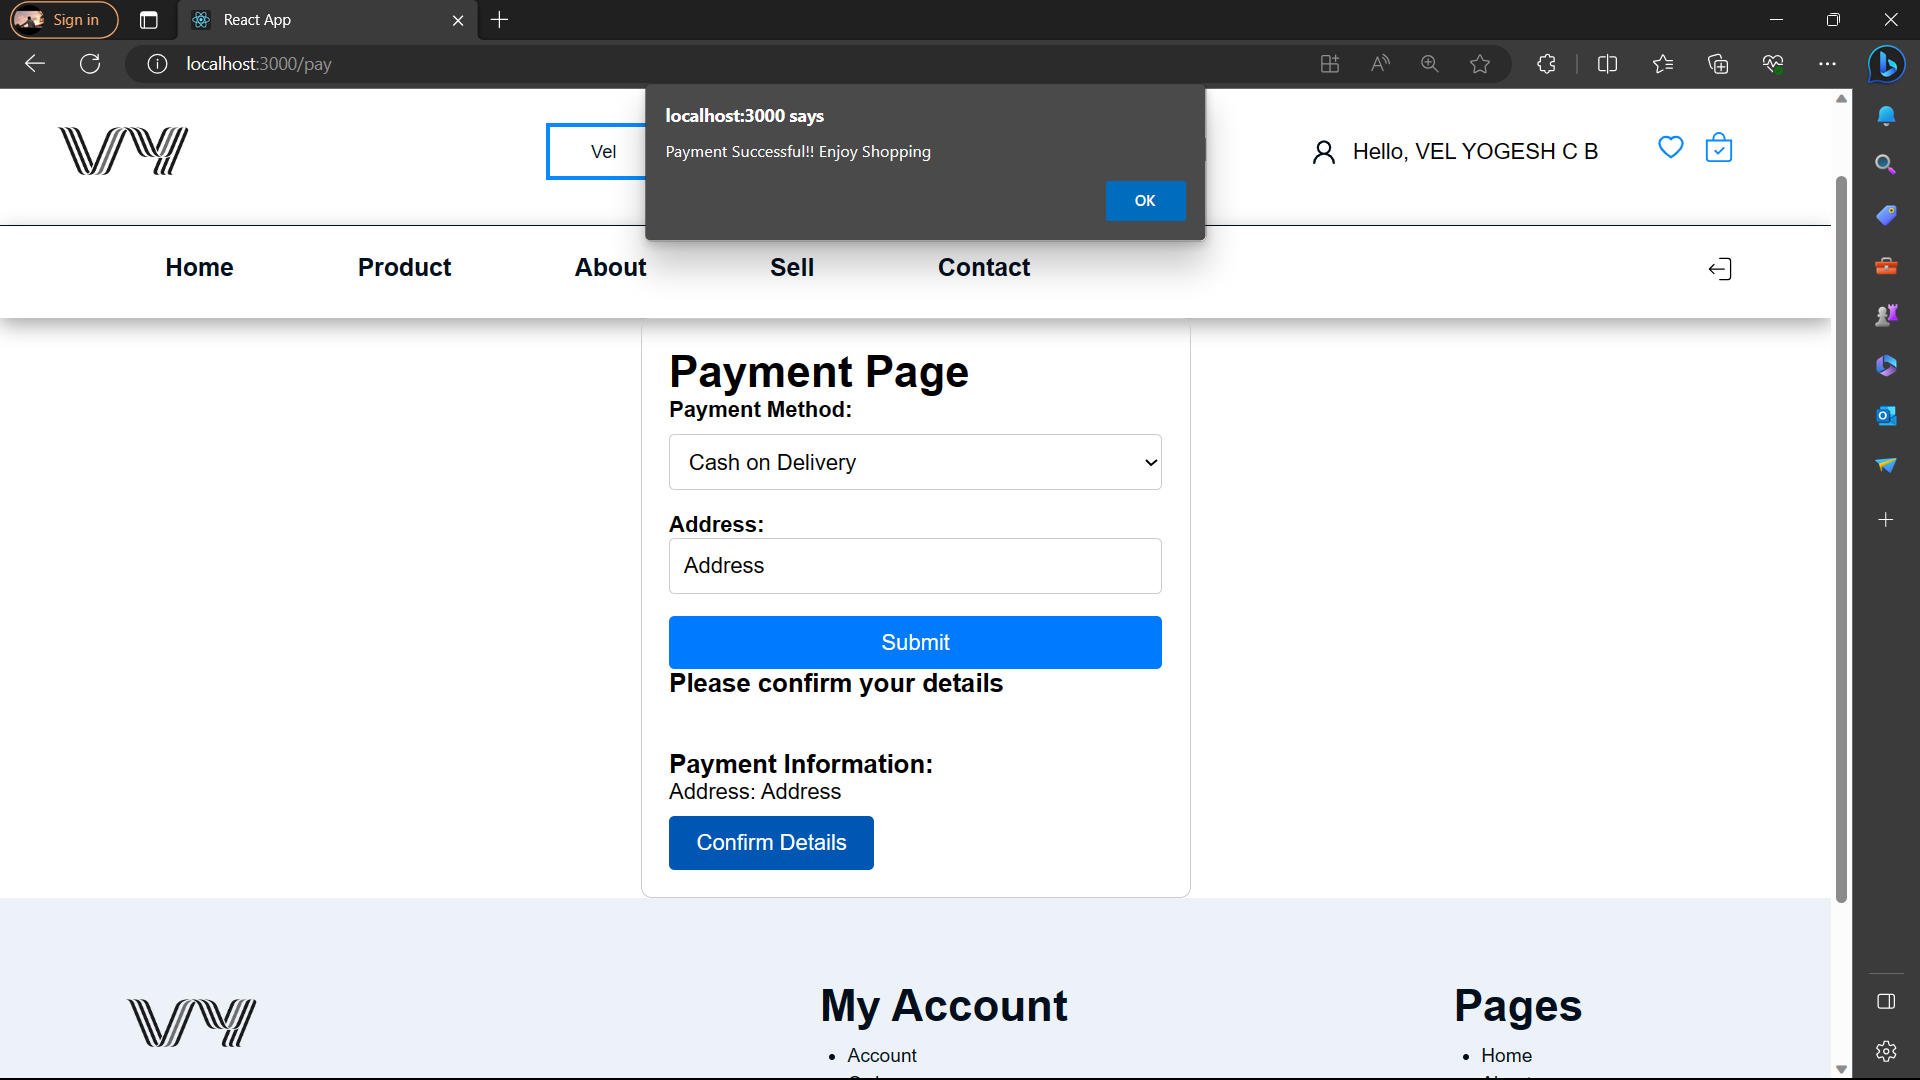 Sign in
React App
localhost:3000/pay
localhost:3000 says
Payment Successful!! Enjoy Shopping
OK
VY
Vel
Hello, VEL YOGESH C B
Home
Product
About
Sell
Contact
Payment Page
Payment Method:
Cash on Delivery
Address:
Address
Submit
Please confirm your details
Payment Information:
Address: Address
Confirm Details
VY
My Account
Account
Pages
Home